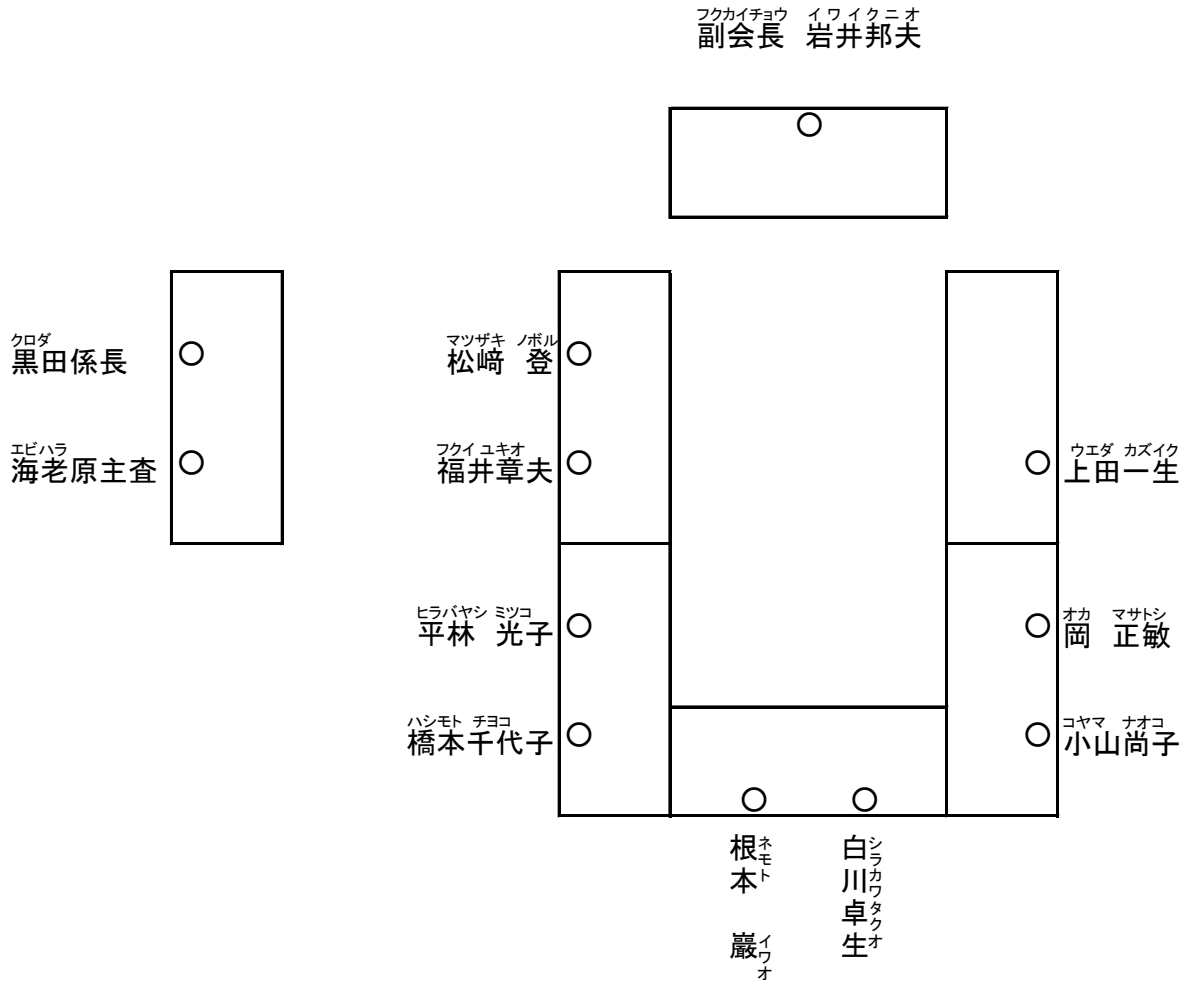 フクカイチョウ イワイクニオ
副会長 岩井邦夫
クロダ
黒田係長
マツザキ ノボル
松﨑 登
エビハラ
海老原主査
フクイ ユキオ
福井章夫
ウエダ カズイク
上田一生
ヒラバヤシ ミツコ
平林 光子
オカ マサトシ
岡 正敏
ハシモト チヨコ
橋本千代子
コヤマ ナオコ
小山尚子
ネモト イワオ
根本 巖
シラカワタクオ
白川卓生